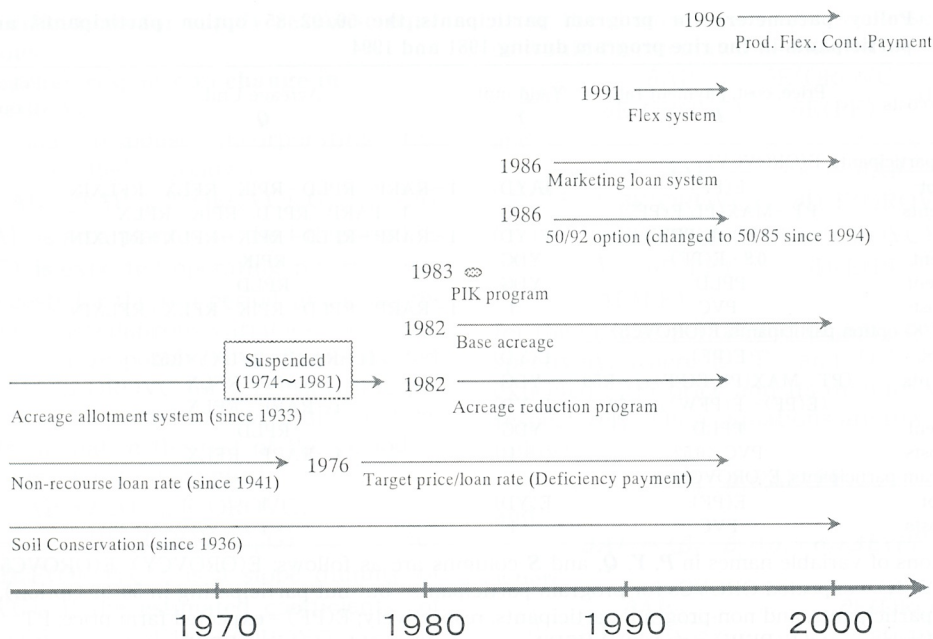 1996
Prod. Flex. Cont. Payment
1991
Flex system
1986
Marketing loan system
1986
50/92 option (changed to 50/85 since 1994)
1983
PIK program
1982
Base acreage
Suspended
(1974～1981)
1982
Acreage allotment system (since 1933)
Acreage reduction program
1976
Non-recourse loan rate (since 1941)
Target price/loan rate (Deficiency payment)
Soil Conservation (since 1936)
1970 1980 1990 2000